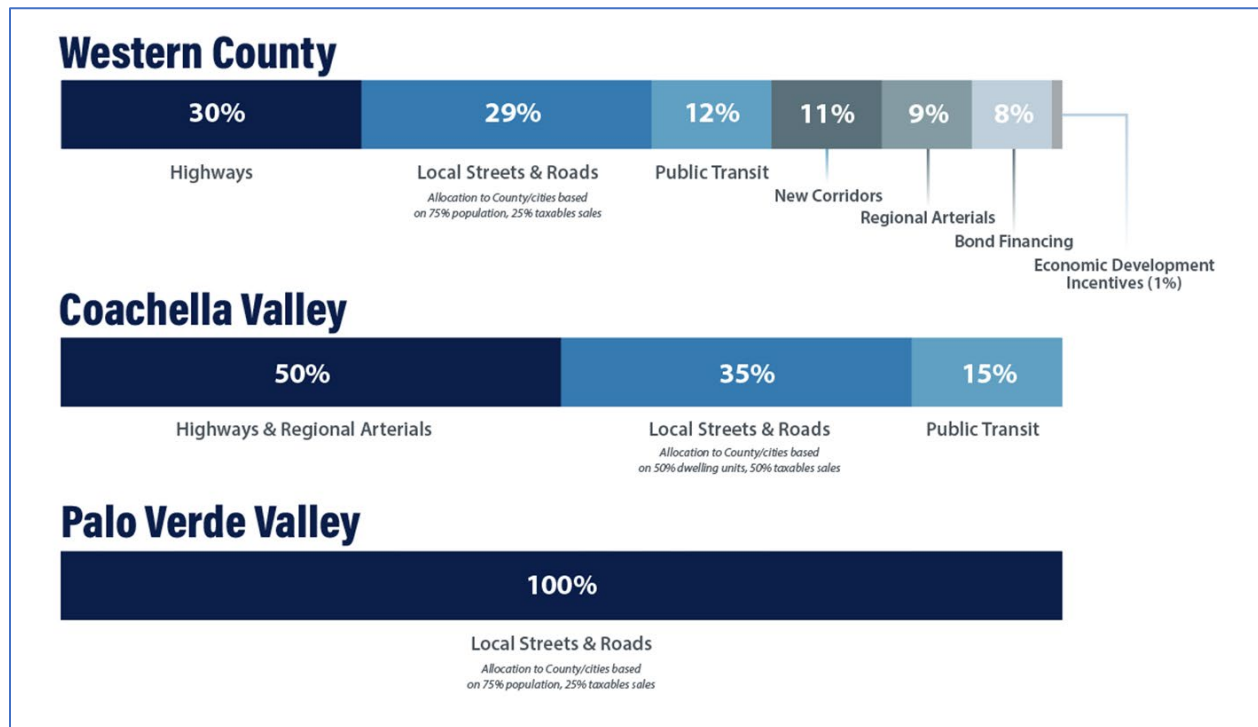 Western County
30%
29%
12%
11%
9%
8%
Highways
Local Streets & Roads
Allocation to County/cities based
on 75% population, 25% taxables sales
Public Transit
New Corridors
Regional Arterials
Bond Financing
Economic Development
Incentives (1%)
Coachella Valley
50%
35%
15%
Highways & Regional Arterials
Local Streets & Roads
Allocation to County/cities based
on 50% dwelling units, 50% taxables sales
Public Transit
Palo Verde Valley
100%
Local Streets & Roads
Allocation to County/cities based
on 75% population, 25% taxables sales